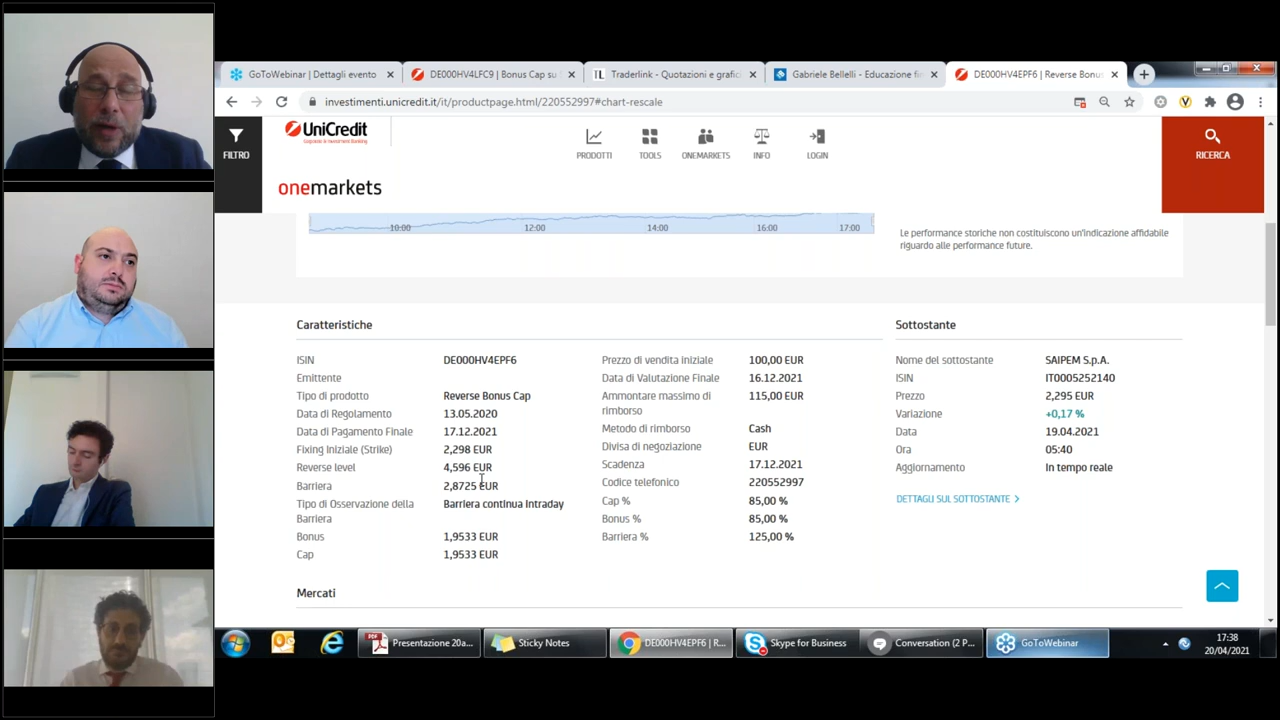 GoToWebinar | Dettagli evento
DE000HV4LFC9 | Bonus Cap su
Traderlink - Quotazioni e grafic
Gabriele Bellelli - Educazione fin
DE000HV4EPF6 | Reverse Bonus
investimenti.unicredit.it/it/productpage.html/220552997#chart-rescale
FILTRO
UniCredit
PRODOTTI
TOOLS
ONEMARKETS
INFO
LOGIN
RICERCA
onemarkets
10:00 12:00 14:00 16:00 17:00
Le performance storiche non costituiscono un'indicazione affidabile
riguardo alle performance future.
Caratteristiche
ISIN DE000HV4EPF6
Emittente
Tipo di prodotto Reverse Bonus Cap
Data di Regolamento 13.05.2020
Data di Pagamento Finale 17.12.2021
Fixing Iniziale (Strike) 2,298 EUR
Reverse level 4,596 EUR
Barriera 2,8725 EUR
Tipo di Osservazione della Barriera continua Intraday
Barriera
Bonus 1,9533 EUR
Cap 1,9533 EUR
Prezzo di vendita iniziale 100,00 EUR
Data di Valutazione Finale 16.12.2021
Ammontare massimo di 115,00 EUR
rimborso
Metodo di rimborso Cash
Divisa di negoziazione EUR
Scadenza 17.12.2021
Codice telefonico 220552997
Cap % 85,00 %
Bonus % 85,00 %
Barriera % 125,00 %
Sottostante
Nome del sottostante SAIPEM S.p.A.
ISIN IT0005252140
Prezzo 2,295 EUR
Variazione +0,17 %
Data 19.04.2021
Ora 05:40
Aggiornamento In tempo reale
DETTAGLI SUL SOTTOSTANTE
Mercati
Presentazione 20a...
Sticky Notes
DE000HV4EPF6 | R...
Skype for Business
Conversation (2 P...
GoToWebinar
17:38
20/04/2021